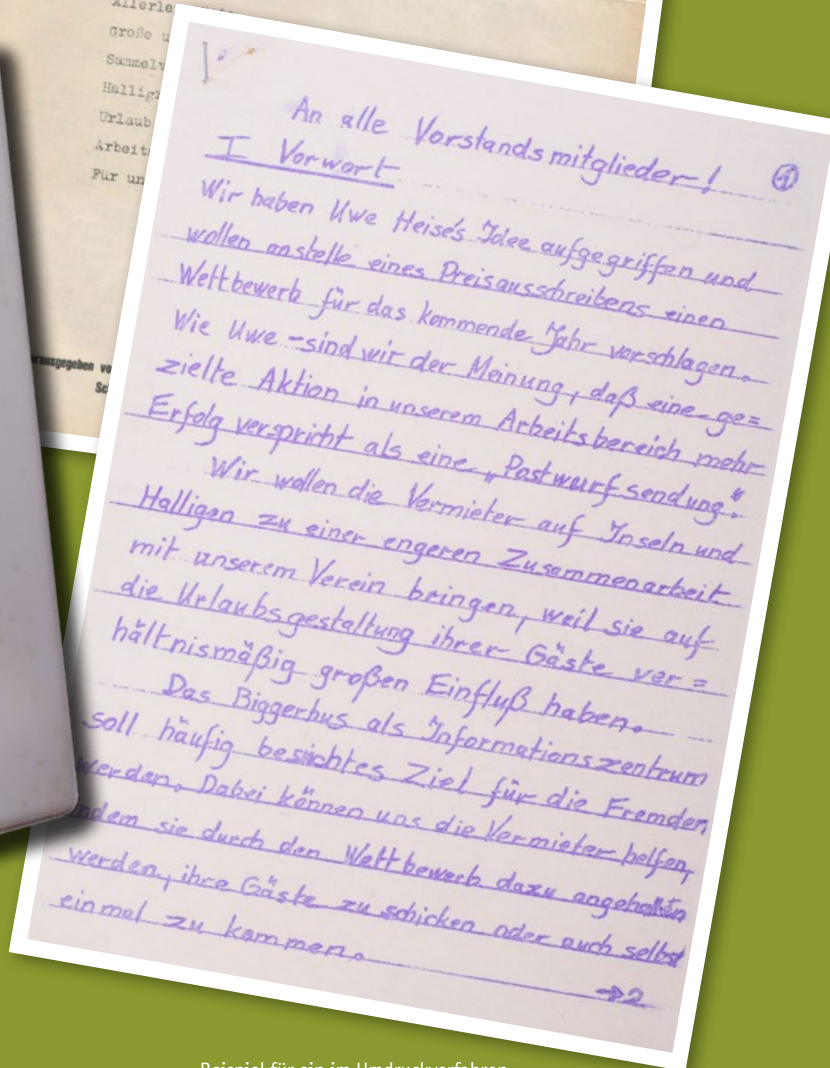 Allerle
Große u
Sammelv
Hallig
Urlaub
Arbeit
Für un
herausgegeben vo
Sc
An alle Vorstandsmitglieder! ①
I Vorwort
Wir haben Uwe Heise's Idee aufgegriffen und
wollen anstelle eines Preisausschreibens einen
Wettbewerb für das kommende Jahr vorschlagen.
Wie Uwe - sind wir der Meinung, daß eine ge=
zielte Aktion in unserem Arbeitsbereich mehr
Erfolg verspricht als eine „Postwurfsendung“.
Wir wollen die Vermieter auf Inseln und
Halligen zu einer engeren Zusammenarbeit
mit unserem Verein bringen, weil sie auf
die Urlaubsgestaltung ihrer Gäste ver=
hältnismäßig großen Einfluß haben.
Das Biggerhus als Informationszentrum
soll häufig besichtes Ziel für die Fremden
werden. Dabei können uns die Vermieter helfen,
indem sie durch den Wettbewerb dazu angehalten
werden, ihre Gäste zu schicken oder auch selbst
einmal zu kommen.
→2
Beispiel für ein im Umdruckverfahren